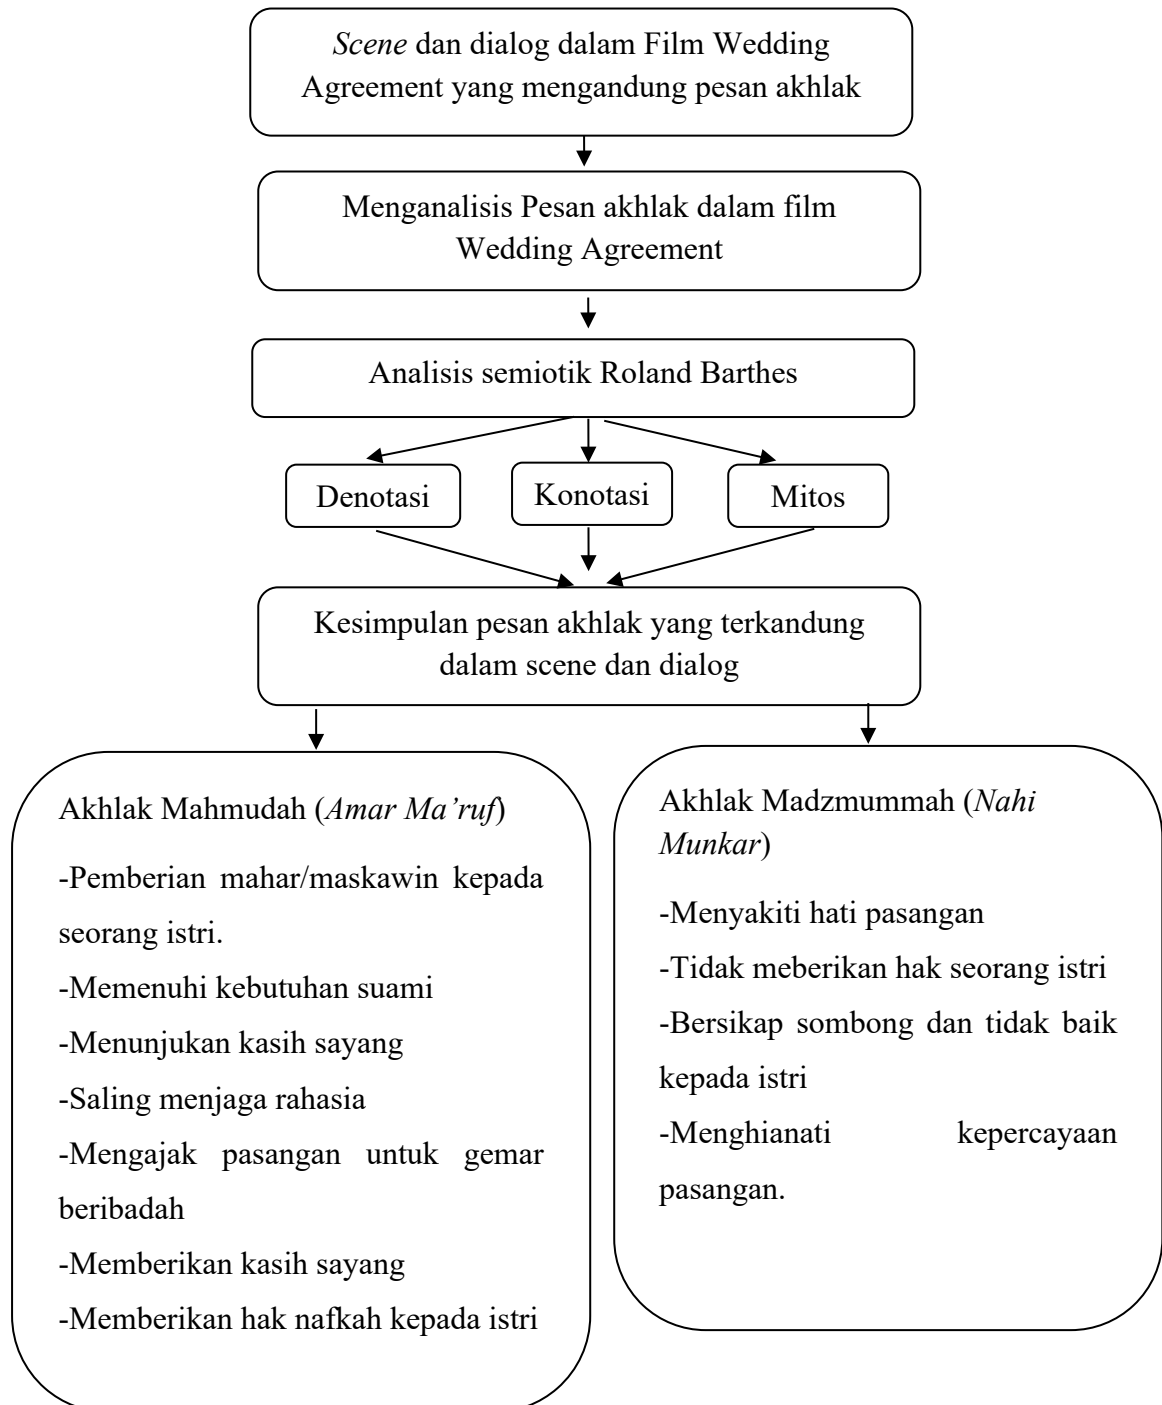 Scene dan dialog dalam Film Wedding
Agreement yang mengandung pesan akhlak
Menganalisis Pesan akhlak dalam film
Wedding Agreement
Analisis semiotik Roland Barthes
Denotasi
Konotasi
Mitos
Kesimpulan pesan akhlak yang terkandung
dalam scene dan dialog
Akhlak Mahmudah (Amar Ma’ruf)
-Pemberian mahar/maskawin kepada
seorang istri.
-Memenuhi kebutuhan suami
-Menunjukan kasih sayang
-Saling menjaga rahasia
-Mengajak pasangan untuk gemar
beribadah
-Memberikan kasih sayang
-Memberikan hak nafkah kepada istri
Akhlak Madzmummah (Nahi
Munkar)
-Menyakiti hati pasangan
-Tidak meberikan hak seorang istri
-Bersikap sombong dan tidak baik
kepada istri
-Menghianati kepercayaan
pasangan.